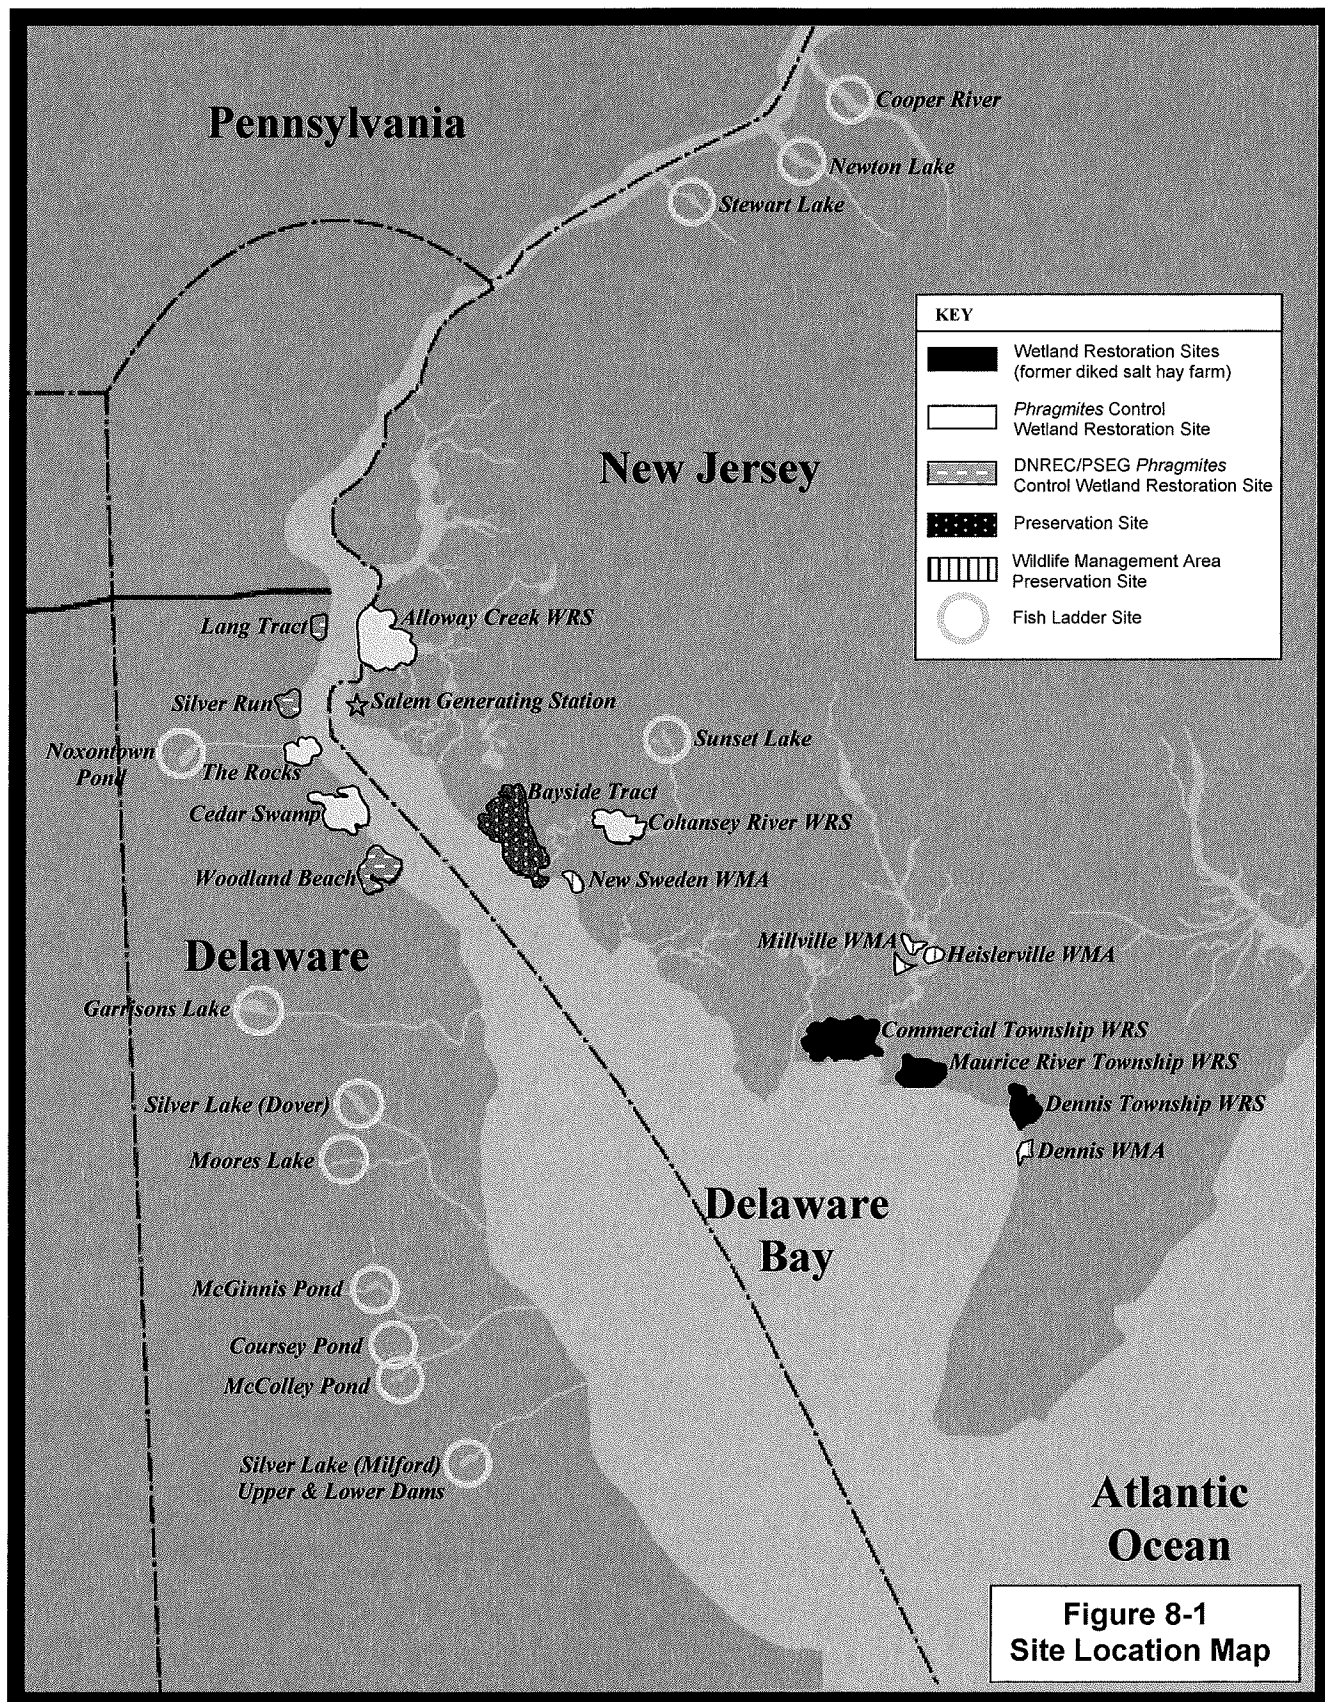 Pennsylvania
Cooper River
Newton Lake
Stewart Lake
KEY
Wetland Restoration Sites
(former diked salt hay farm)
Phragmites Control
Wetland Restoration Site
DNREC/PSEG Phragmites
Control Wetland Restoration Site
Preservation Site
Wildlife Management Area
Preservation Site
Fish Ladder Site
New Jersey
Lang Tract
Alloway Creek WRS
Silver Run
Salem Generating Station
Noxontown
Pond
The Rocks
Sunset Lake
Cedar Swamp
Bayside Tract
Cohansey River WRS
Woodland Beach
New Sweden WMA
Delaware
Millville WMA
Heislerville WMA
Garrisons Lake
Commercial Township WRS
Maurice River Township WRS
Silver Lake (Dover)
Dennis Township WRS
Moores Lake
Dennis WMA
Delaware
Bay
McGinnis Pond
Coursey Pond
McColley Pond
Silver Lake (Milford)
Upper & Lower Dams
Atlantic
Ocean
Figure 8-1
Site Location Map